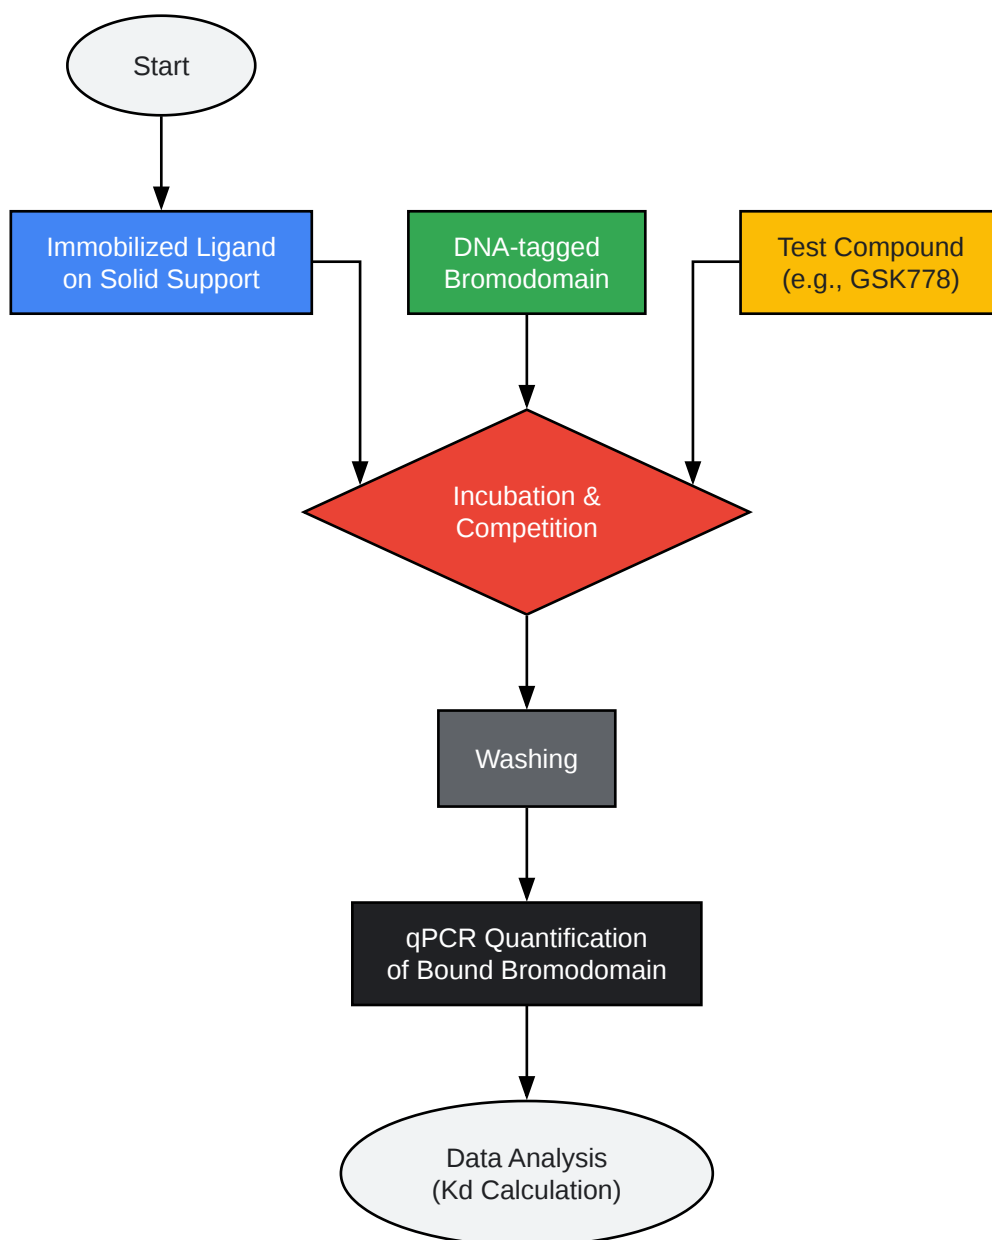 Start
Immobilized Ligand
on Solid Support
DNA-tagged
Bromodomain
Test Compound
(e.g., GSK778)
Incubation &
Competition
Washing
qPCR Quantification
of Bound Bromodomain
Data Analysis
(Kd Calculation)